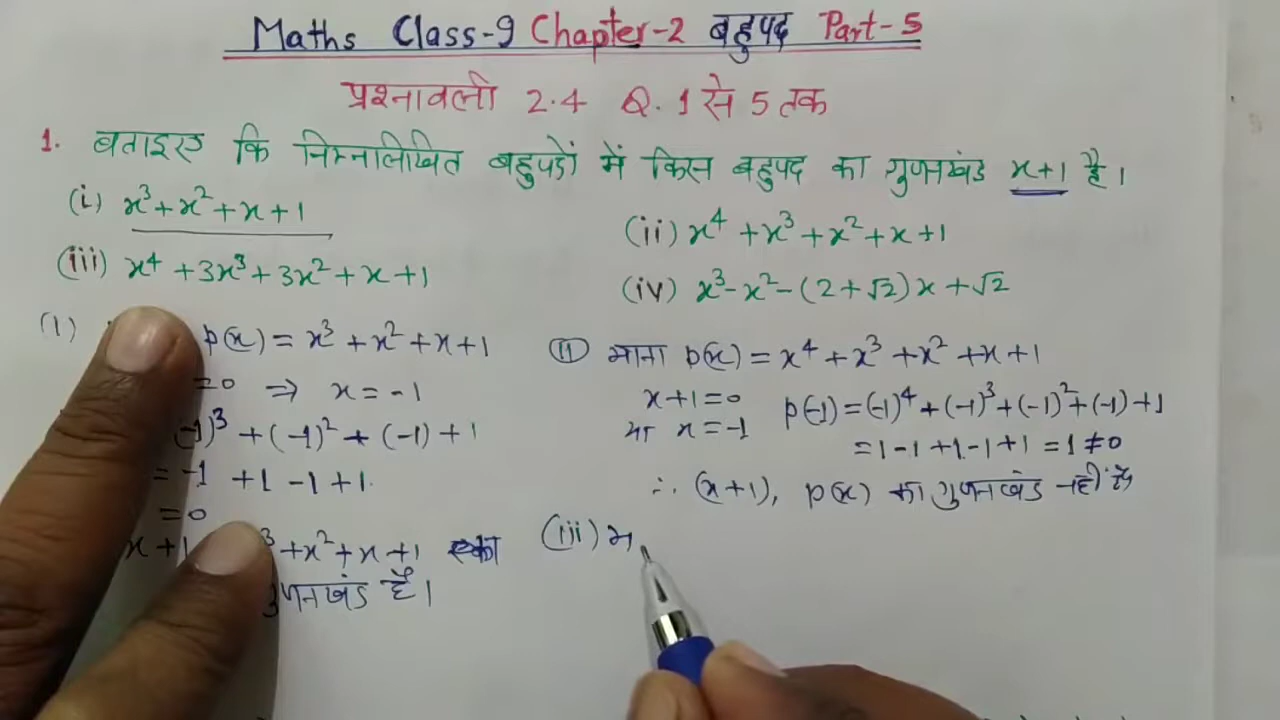 Maths Class-9 Chapter-2 बहुपद Part-5
प्रश्नावली 2.4 Q. 1 से 5 तक
1. बताइए कि निम्नलिखित बहुपदों में किस बहुपद का गुणनखंड x+1 है।
(i) x³+x²+x+1
(ii) x⁴+x³+x²+x+1
(iii) x⁴+3x³+3x²+x+1
(iv) x³-x²-(2+√2)x+√2
(1) p(x) = x³+x²+x+1
=0 ⇒ x=-1
(-1)³+(-1)²+(-1)+1
= -1 +1 -1 +1.
=0
x+1 ³+x²+x+1 का
गुणनखंड है।
(11) माना p(x) = x⁴+x³+x²+x+1
x+1=0
या x=-1
p(-1) = (-1)⁴+(-1)³+(-1)²+(-1)+1
=1-1+1-1+1 =1≠0
∴ (x+1), p(x) का गुणनखंड नहीं है
(iii) म